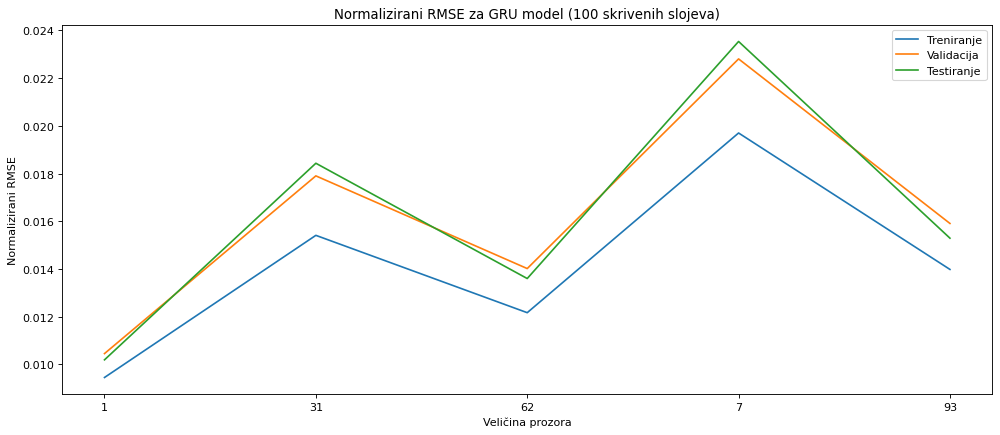 Normalizirani RMSE za GRU model (100 skrivenih slojeva)
Treniranje
Validacija
Testiranje
Normalizirani RMSE
0.024
0.022
0.020
0.018
0.016
0.014
0.012
0.010
1 31 62 7 93
Veličina prozora